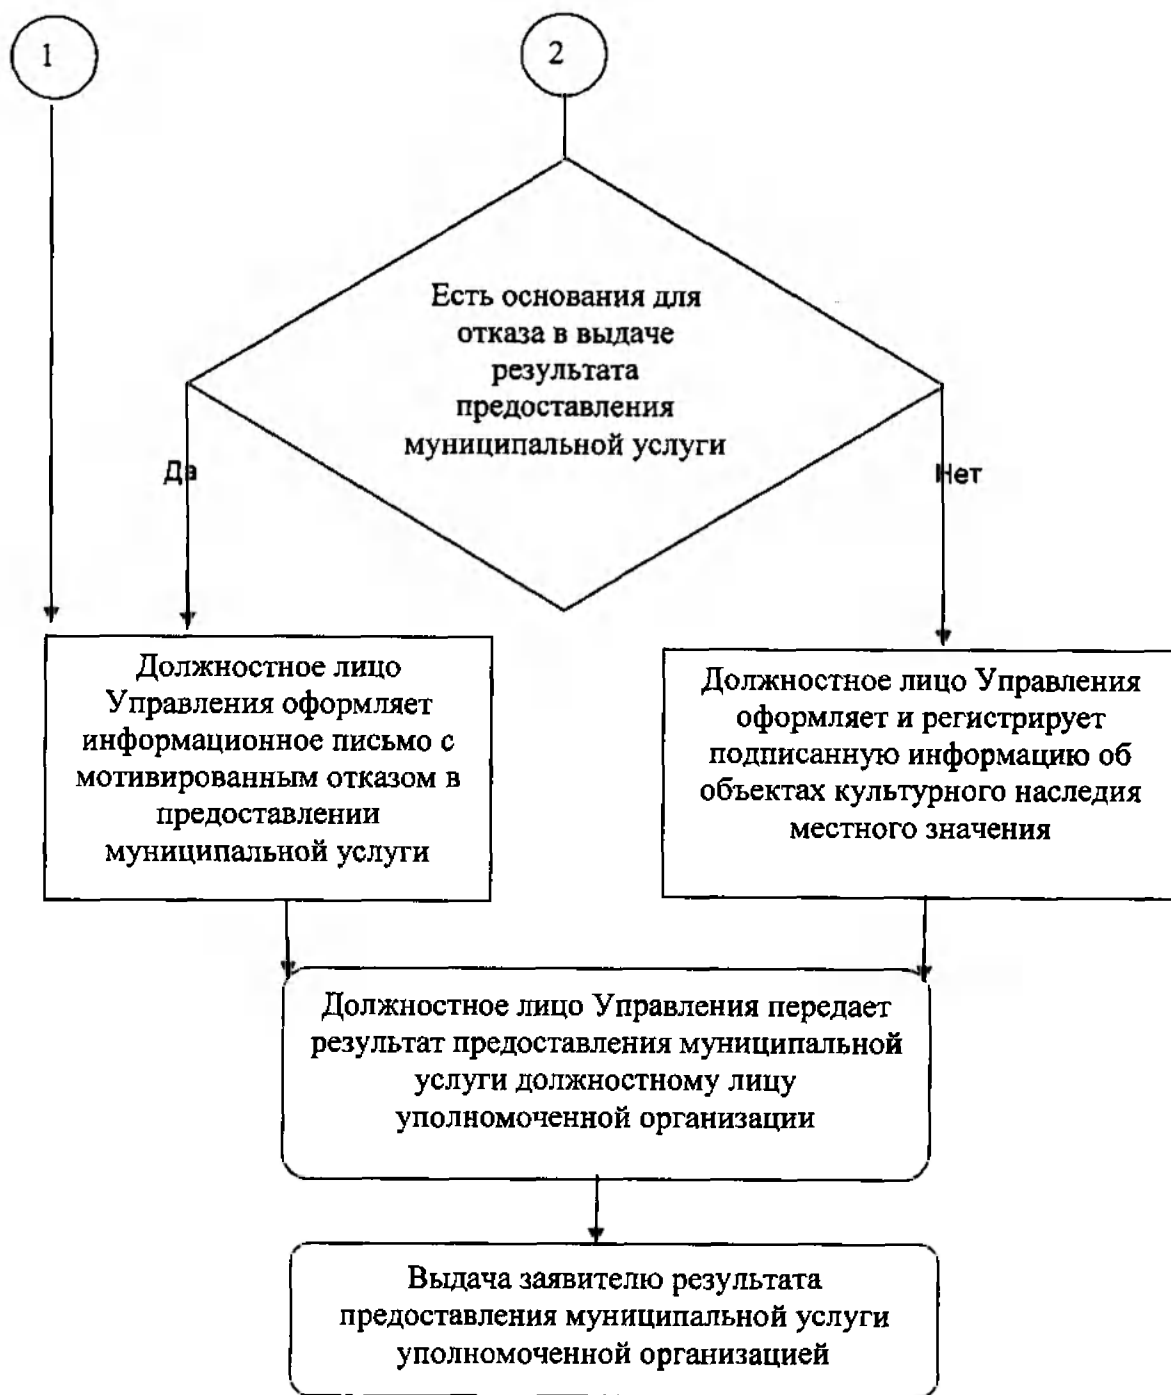 1
2
Есть основания для
отказа в выдаче
результата
предоставления
муниципальной услуги
Да
Нет
Должностное лицо
Управления оформляет
информационное письмо с
мотивированным отказом в
предоставлении
муниципальной услуги
Должностное лицо Управления
оформляет и регистрирует
подписанную информацию об
объектах культурного наследия
местного значения
Должностное лицо Управления передает
результат предоставления муниципальной
услуги должностному лицу
уполномоченной организации
Выдача заявителю результата
предоставления муниципальной услуги
уполномоченной организацией